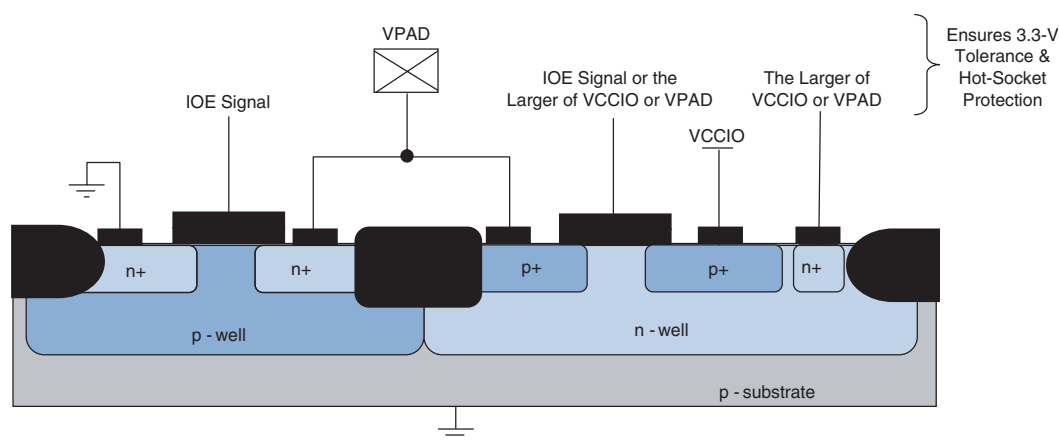 VPAD
Ensures 3.3-V
Tolerance &
Hot-Socket
Protection
IOE Signal
IOE Signal or the
Larger of VCCIO or VPAD
The Larger of
VCCIO or VPAD
VCCIO
n+
n+
p+
p+
n+
p - well
n - well
p - substrate